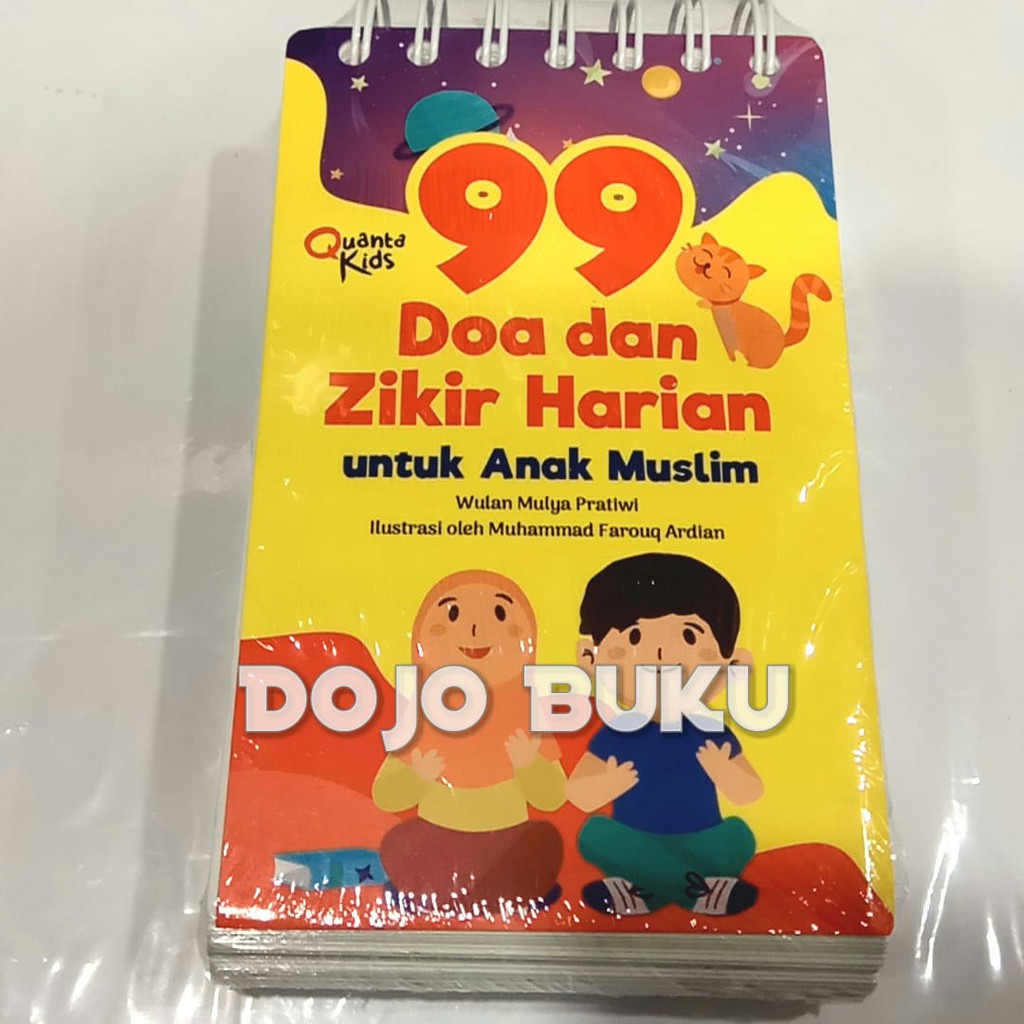 99
Quanta
Kids
Doa dan
Zikir Harian
untuk Anak Muslim
Wulan Mulya Pratiwi
Ilustrasi oleh Muhammad Farouq Ardian
DOJO BUKU